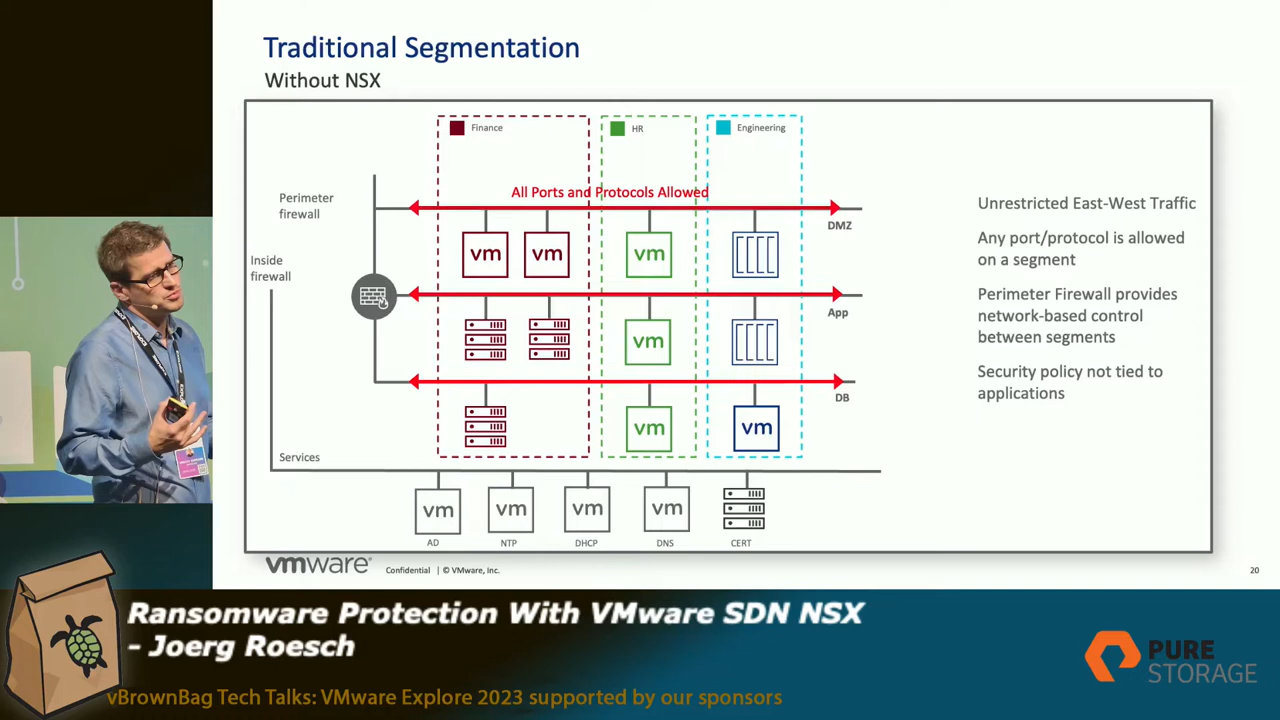 Traditional Segmentation
Without NSX
Finance
HR
Engineering
All Ports and Protocols Allowed
Perimeter
firewall
DMZ
Inside
firewall
vm
vm
vm
App
vm
DB
vm
vm
Services
vm
vm
vm
vm
AD
NTP
DHCP
DNS
CERT
Unrestricted East-West Traffic
Any port/protocol is allowed
on a segment
Perimeter Firewall provides
network-based control
between segments
Security policy not tied to
applications
vmware®
Confidential | © VMware, Inc.
20
Ransomware Protection With VMware SDN NSX
- Joerg Roesch
vBrownBag Tech Talks: VMware Explore 2023 supported by our sponsors
PURE
STORAGE